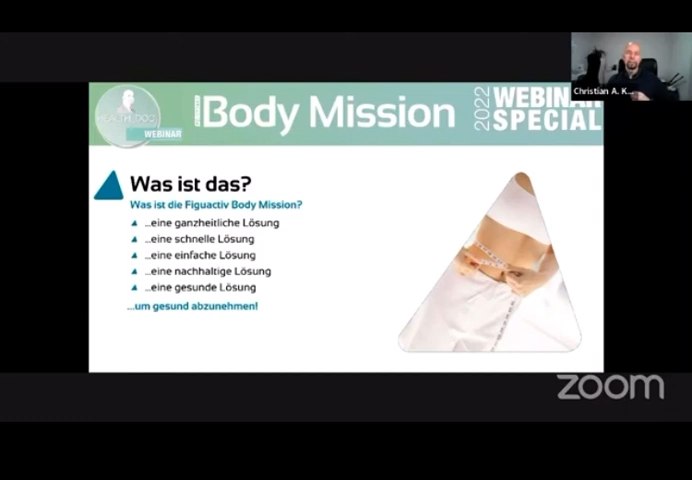 Christian A. K...
HEALTH DOC
WEBINAR
Body Mission
2022
WEBINAR
SPECIAL
Was ist das?
Was ist die Figuactiv Body Mission?
...eine ganzheitliche Lösung
...eine schnelle Lösung
...eine einfache Lösung
...eine nachhaltige Lösung
...eine gesunde Lösung
...um gesund abzunehmen!
zoom